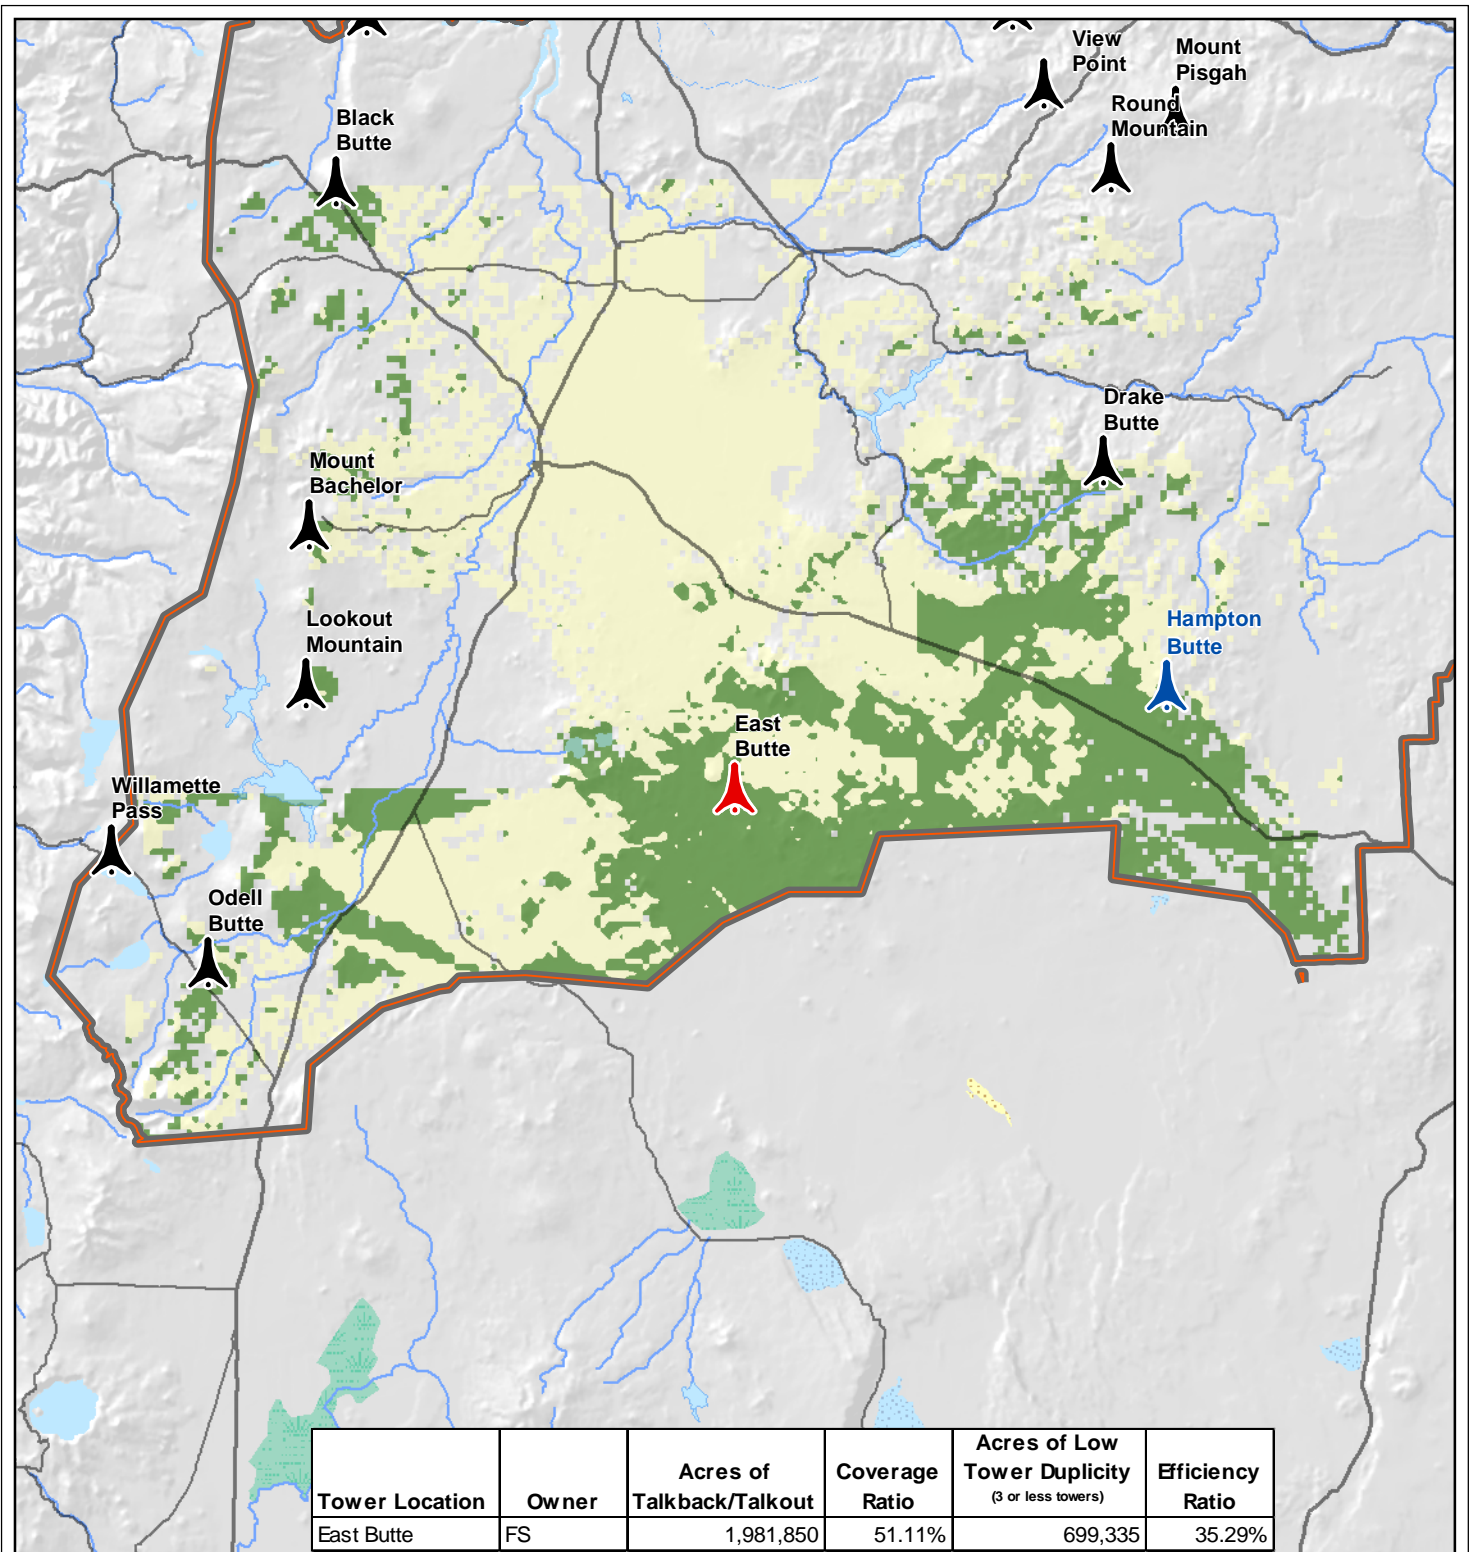 View
Point
Mount
Pisgah
Round
Mountain
Black
Butte
Drake
Butte
Mount
Bachelor
Lookout
Mountain
Hampton
Butte
East
Butte
Willamette
Pass
Odell
Butte
Tower Location
Owner
Acres of
Talkback/Talkout
Coverage
Ratio
Acres of Low
Tower Duplicity
(3 or less towers)
Efficiency
Ratio
East Butte
FS
1,981,850
51.11%
699,335
35.29%